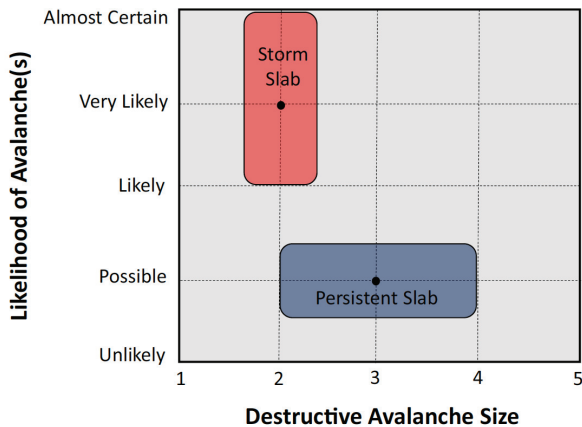 Almost Certain
Storm
Slab
Very Likely
Likely
Possible
Persistent Slab
Unlikely
1 2 3 4 5
Likelihood of Avalanche(s)
Destructive Avalanche Size